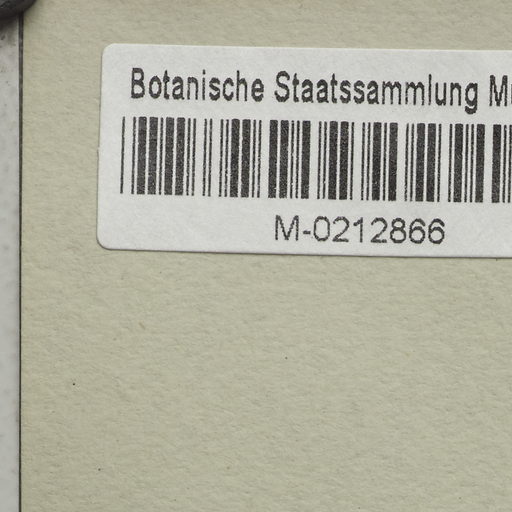 Botanische Staatssammlung
M-0212866